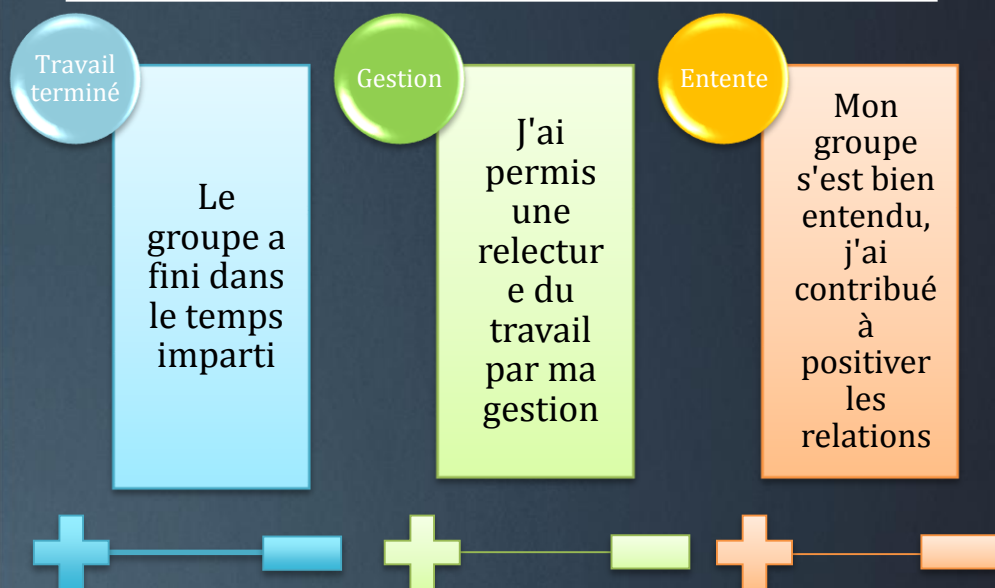 Travail
terminé
Le
groupe a
fini dans
le temps
imparti
Gestion
J'ai
permis
une
relectur
e du
travail
par ma
gestion
Entente
Mon
groupe
s'est bien
entendu,
j'ai
contribué
à
positiver
les
relations